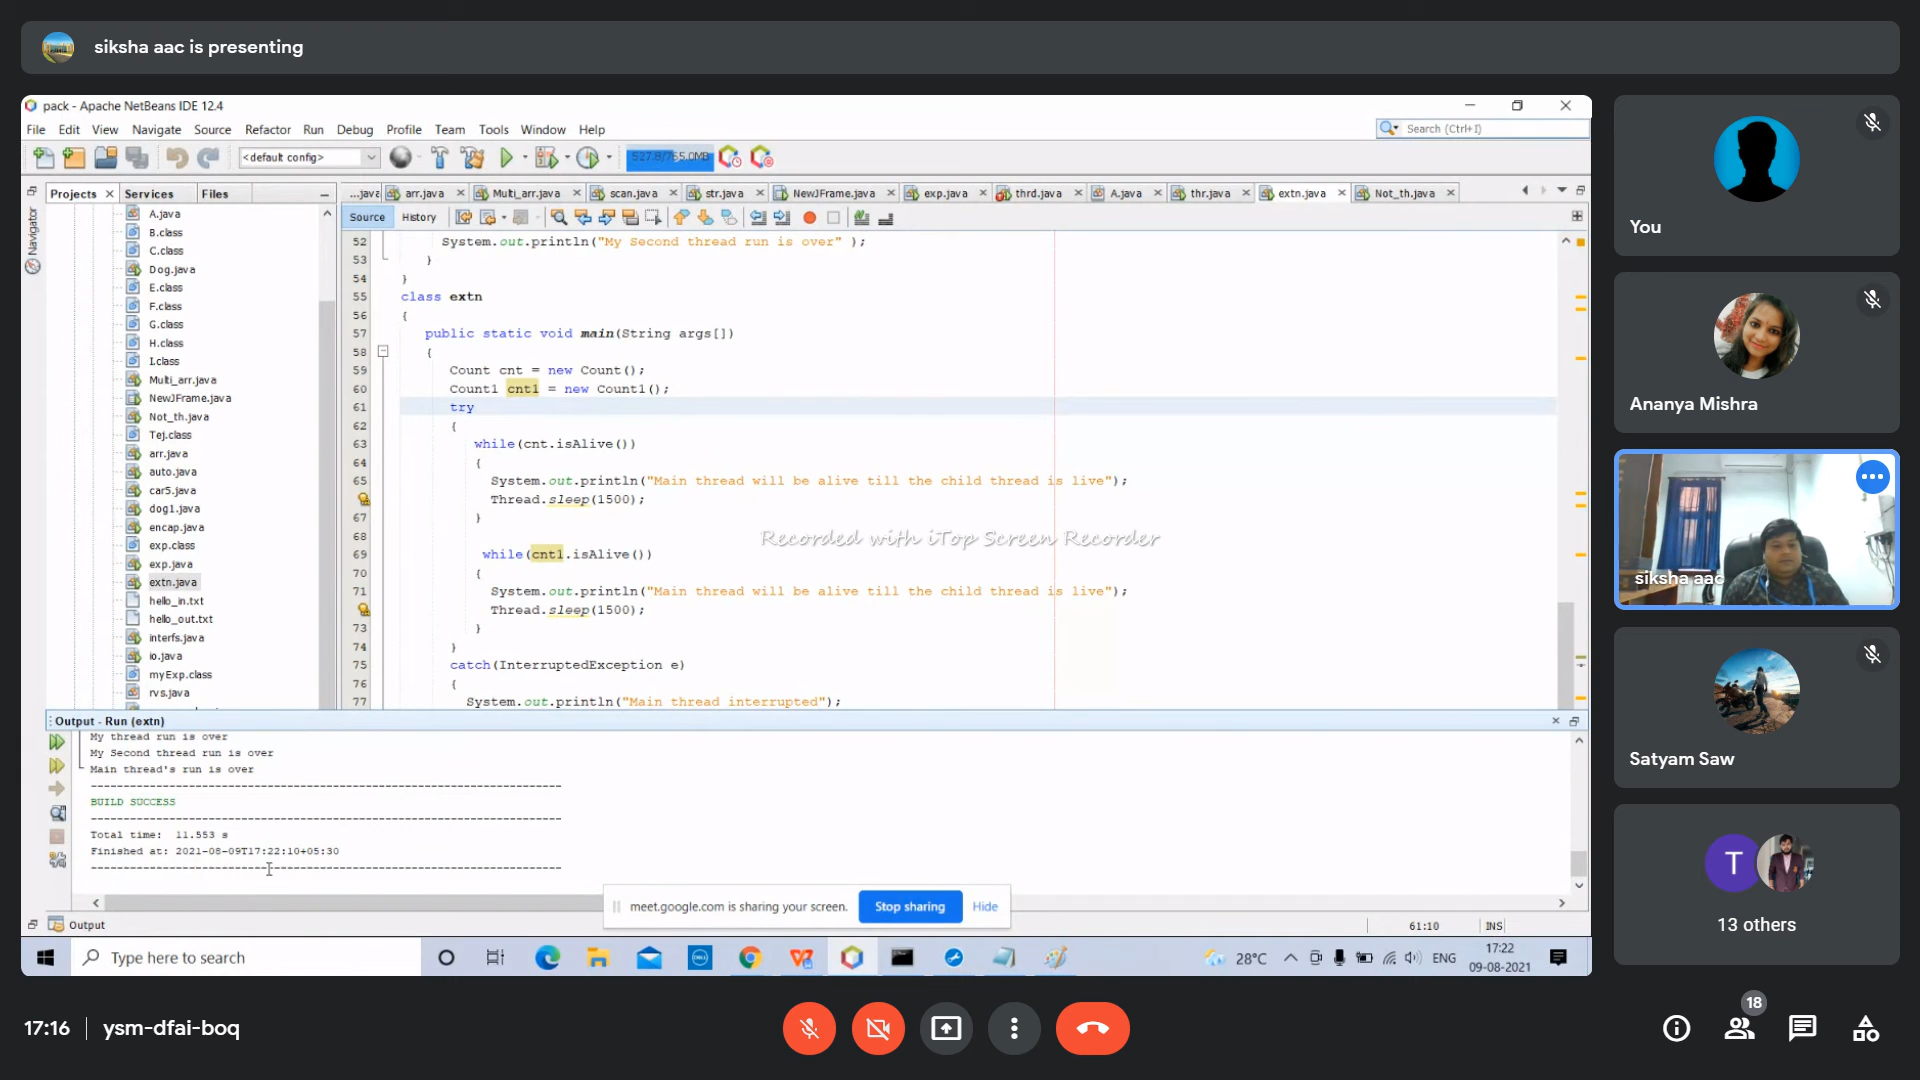 siksha aac is presenting
pack - Apache NetBeans IDE 12.4
File Edit View Navigate Source Refactor Run Debug Profile Team Tools Window Help
Search (Ctrl+I)
<default config>
Projects Services Files
...java arr.java Multi_arr.java scan.java str.java NewJFrame.java exp.java thrd.java A.java thr.java extn.java Not_th.java
Source History
Navigator
A.java
B.class
C.class
Dog.java
E.class
F.class
G.class
H.class
I.class
Multi_arr.java
NewJFrame.java
Not_th.java
Tej.class
arr.java
auto.java
car5.java
dog1.java
encap.java
exp.class
exp.java
extn.java
hello_in.txt
hello_out.txt
interfs.java
io.java
myExp.class
rvs.java
52 System.out.println("My Second thread run is over" );
53 }
54 }
55 class extn
56 {
57 public static void main(String args[])
58 {
59 Count cnt = new Count();
60 Count1 cnt1 = new Count1();
61 try
62 {
63 while(cnt.isAlive())
64 {
65 System.out.println("Main thread will be alive till the child thread is live");
Thread.sleep(1500);
67 }
68
69 while(cnt1.isAlive())
70 {
71 System.out.println("Main thread will be alive till the child thread is live");
Thread.sleep(1500);
73 }
74 }
75 catch(InterruptedException e)
76 {
77 System.out.println("Main thread interrupted");
Recorded with iTop Screen Recorder
Output - Run (extn)
My thread run is over
My Second thread run is over
Main thread's run is over
------------------------------------------------------------------------
BUILD SUCCESS
------------------------------------------------------------------------
Total time: 11.553 s
Finished at: 2021-08-09T17:22:10+05:30
------------------------------------------------------------------------
meet.google.com is sharing your screen. Stop sharing Hide
Output
61:10 INS
Type here to search
28°C ENG
17:22
09-08-2021
You
Ananya Mishra
siksha aac
Satyam Saw
T
13 others
17:16 ysm-dfai-boq
18